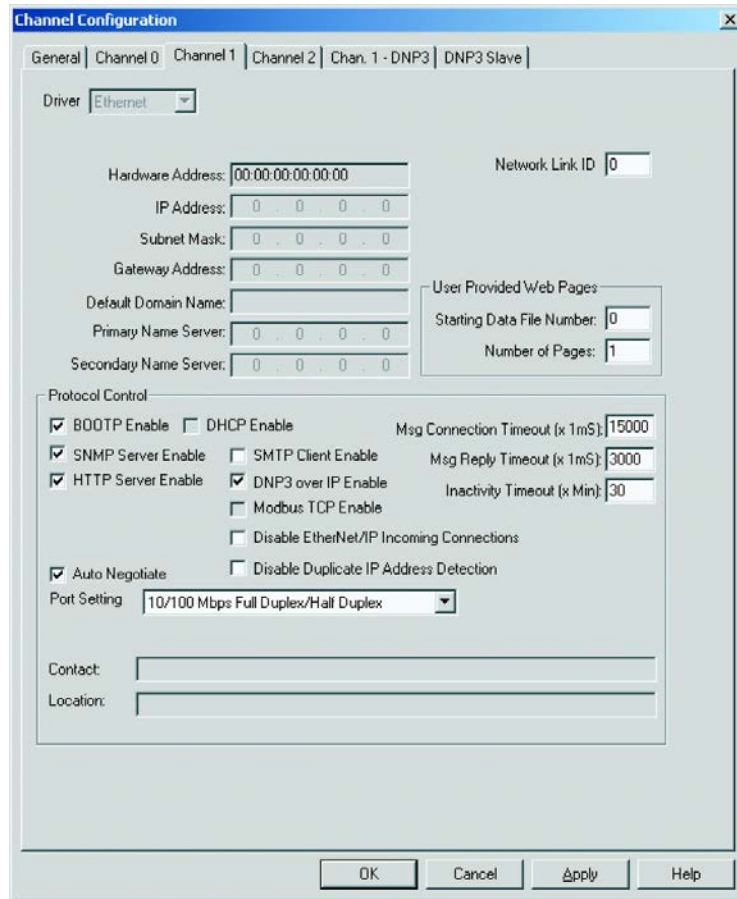 Channel Configuration
General | Channel 0 | Channel 1 | Channel 2 | Chan. 1 - DNP3 | DNP3 Slave
Driver Ethernet
Hardware Address: 00:00:00:00:00:00
Network Link ID 0
IP Address: 0 . 0 . 0 . 0
Subnet Mask: 0 . 0 . 0 . 0
Gateway Address: 0 . 0 . 0 . 0
User Provided Web Pages
Default Domain Name:
Starting Data File Number: 0
Primary Name Server: 0 . 0 . 0 . 0
Number of Pages: 1
Secondary Name Server: 0 . 0 . 0 . 0
Protocol Control
BOOTP Enable DHCP Enable
Msg Connection Timeout (x 1mS): 15000
SNMP Server Enable SMTP Client Enable
Msg Reply Timeout (x 1mS): 3000
HTTP Server Enable DNP3 over IP Enable
Inactivity Timeout (x Min): 30
Modbus TCP Enable
Disable EtherNet/IP Incoming Connections
Auto Negotiate Disable Duplicate IP Address Detection
Port Setting 10/100 Mbps Full Duplex/Half Duplex
Contact:
Location:
OK Cancel Apply Help